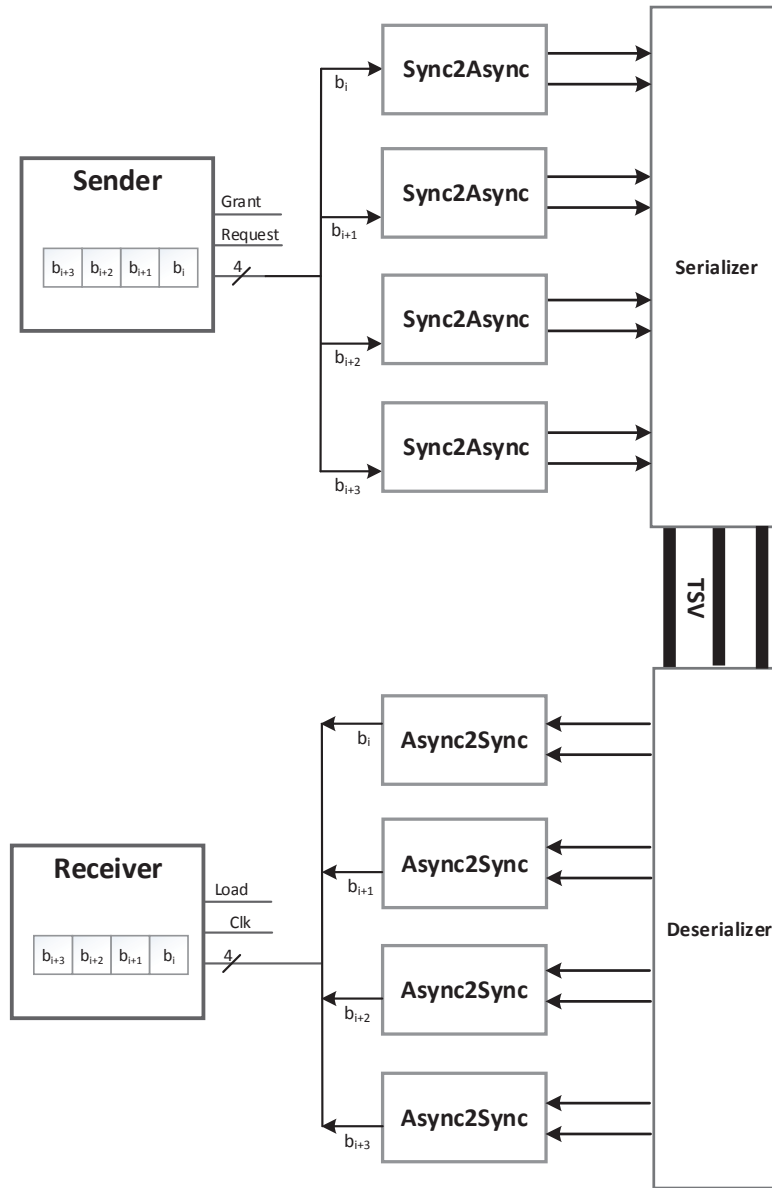 Sync2Async
b_i
Sender
Grant
Sync2Async
Request
b_{i+1}
b_{i+3} b_{i+2} b_{i+1} b_i
4
Serializer
Sync2Async
b_{i+2}
Sync2Async
b_{i+3}
TSV
Async2Sync
b_i
Receiver
Async2Sync
Load
b_{i+1}
Clk
Deserializer
b_{i+3} b_{i+2} b_{i+1} b_i
4
Async2Sync
b_{i+2}
Async2Sync
b_{i+3}